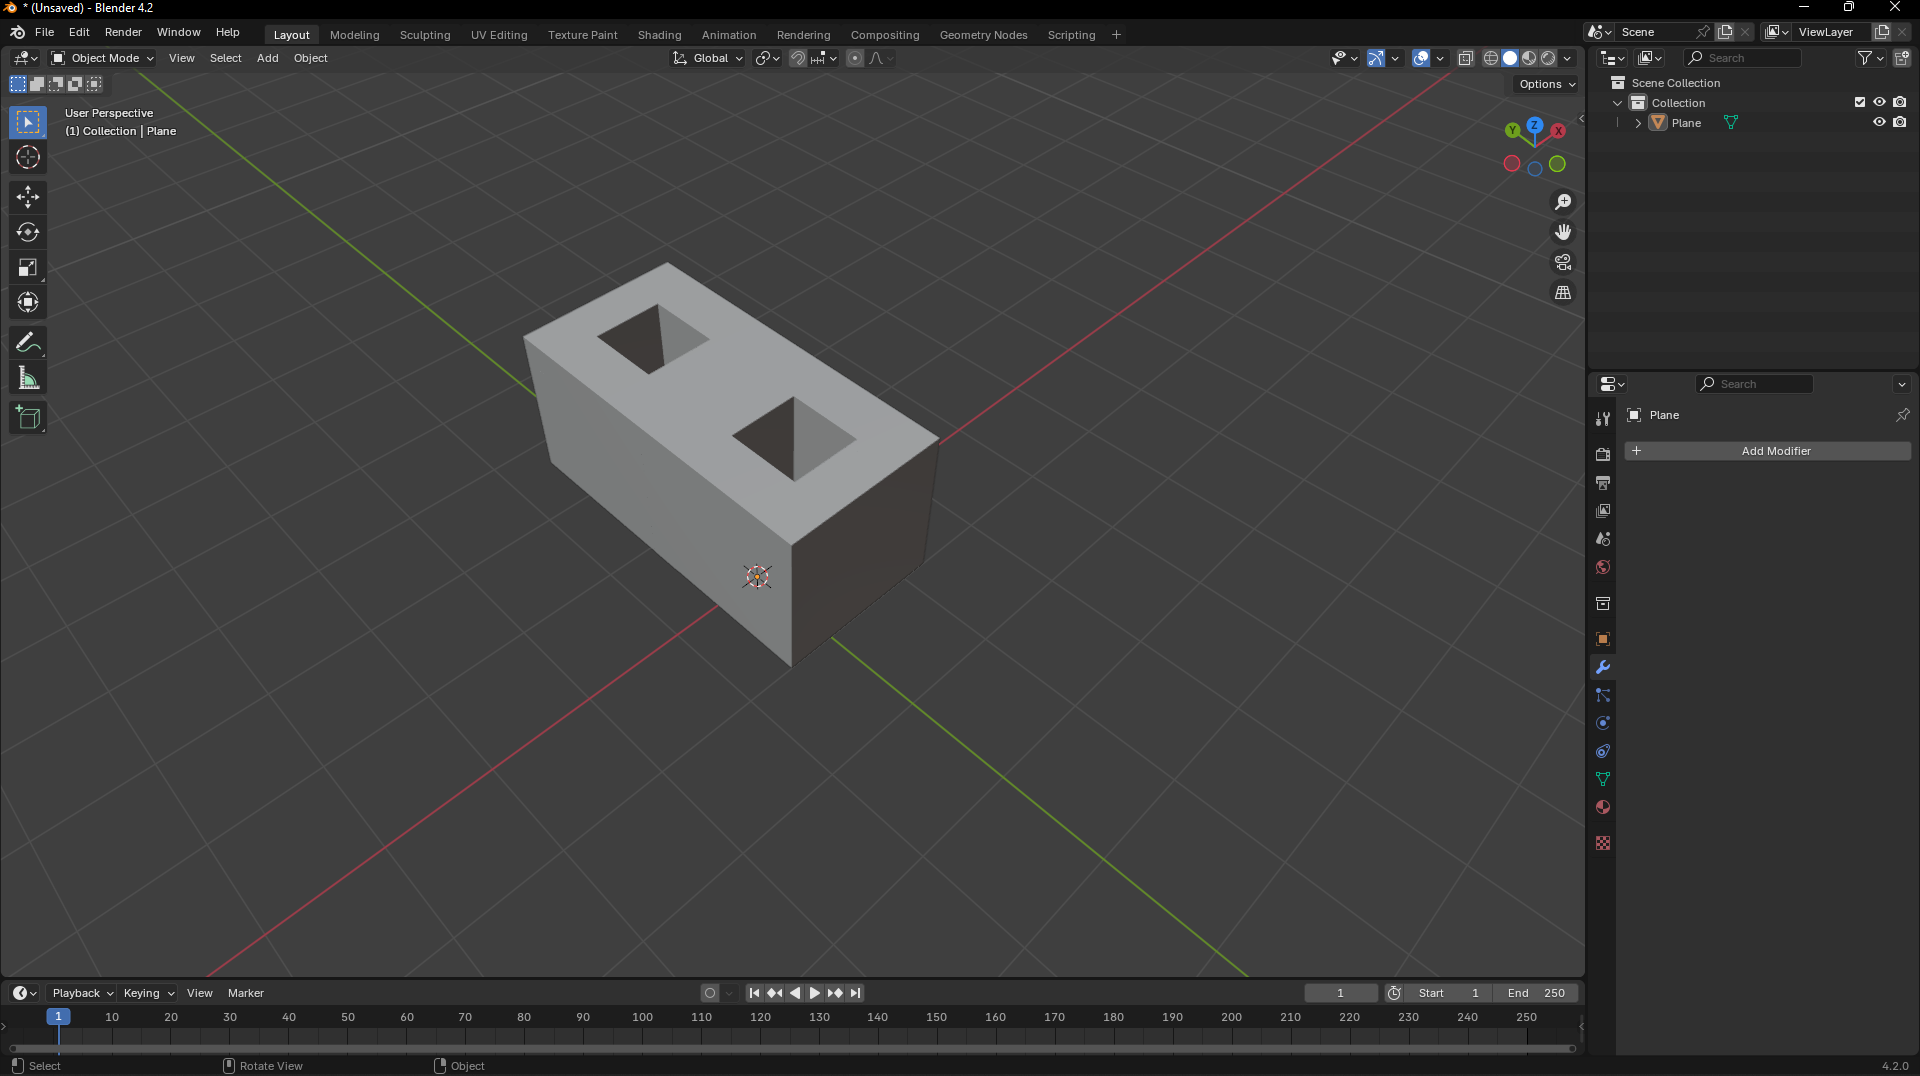 * (Unsaved) - Blender 4.2
File Edit Render Window Help Layout Modeling Sculpting UV Editing Texture Paint Shading Animation Rendering Compositing Geometry Nodes Scripting + Scene ViewLayer
Object Mode View Select Add Object Global Search
Options
Scene Collection
Collection
Plane
User Perspective
(1) Collection | Plane
Y Z X
Search
Plane
+ Add Modifier
Playback Keying View Marker 1 Start 1 End 250
1 10 20 30 40 50 60 70 80 90 100 110 120 130 140 150 160 170 180 190 200 210 220 230 240 250
Select Rotate View Object 4.2.0